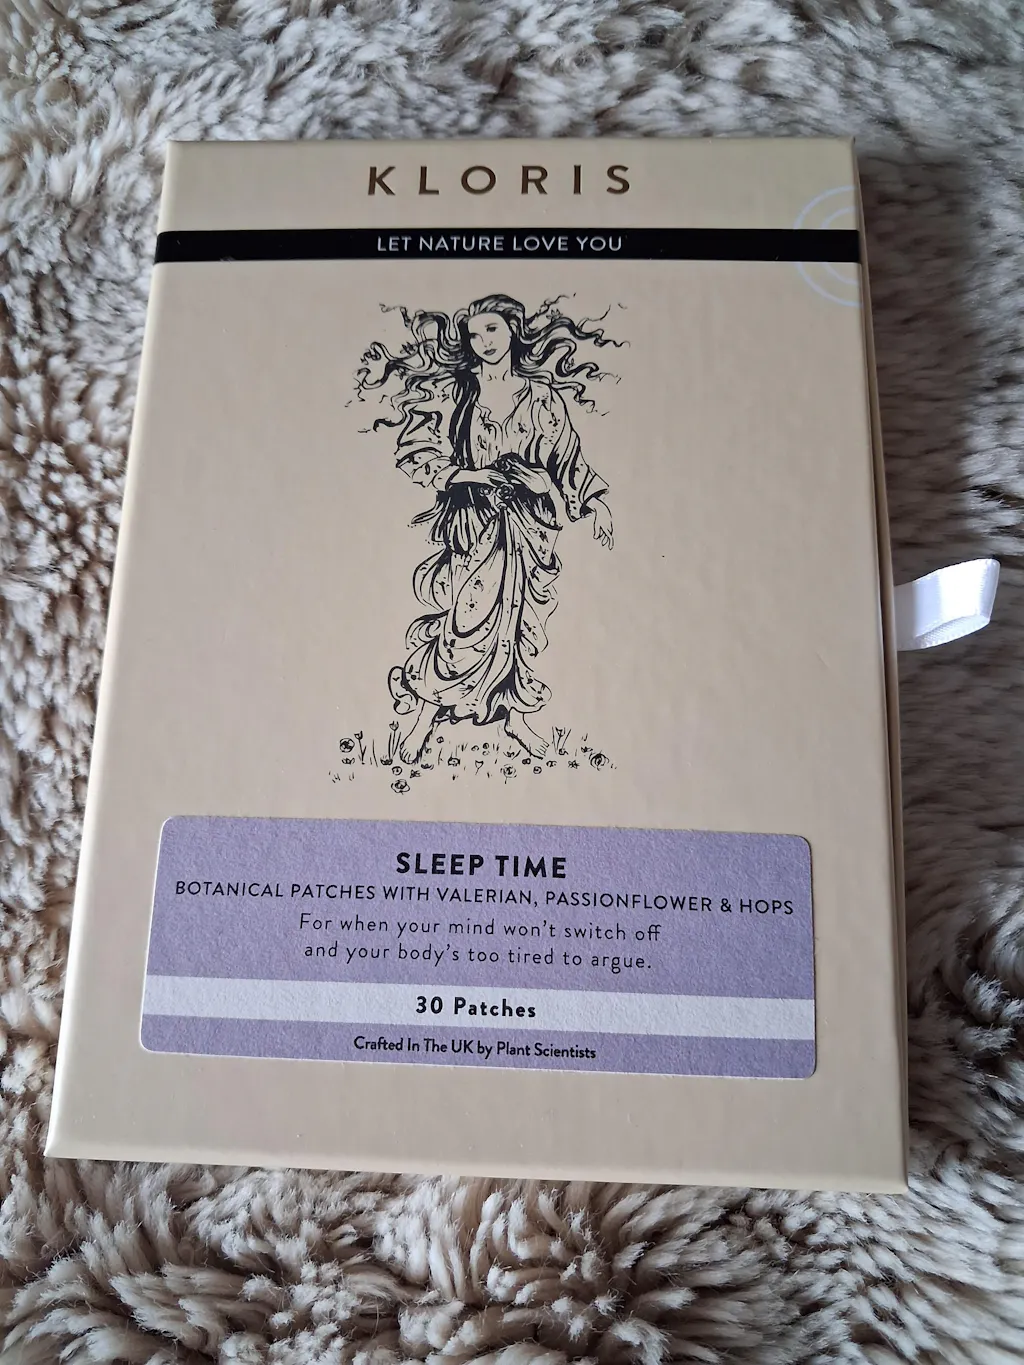 KLORIS
LET NATURE LOVE YOU
SLEEP TIME
BOTANICAL PATCHES WITH VALERIAN, PASSIONFLOWER & HOPS
For when your mind won't switch off
and your body's too tired to argue.
30 Patches
Crafted In The UK by Plant Scientists